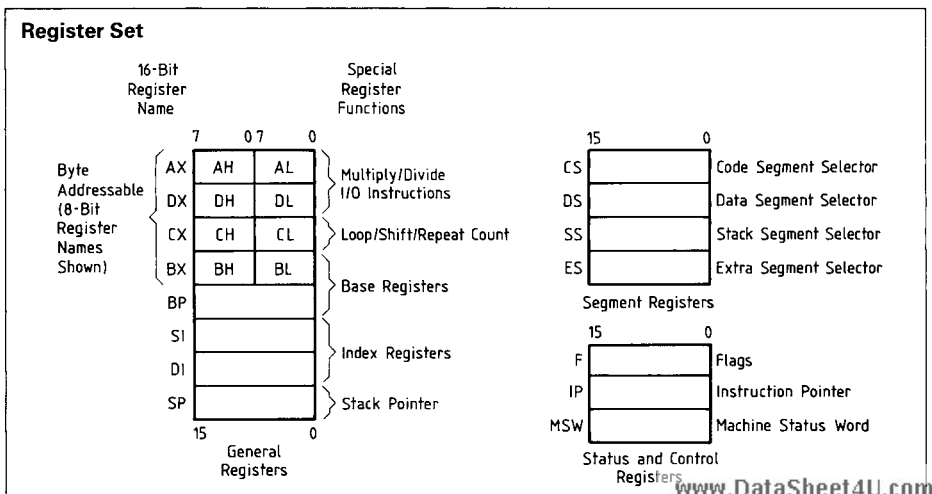 Register Set
16-Bit
Register
Name
Special
Register
Functions
7 0 7 0
Byte
Addressable
(8-Bit
Register
Names
Shown)
AX AH AL
DX DH DL
CX CH CL
BX BH BL
BP
SI
DI
SP
15 0
General
Registers
Multiply/Divide
I/O Instructions
Loop/Shift/Repeat Count
Base Registers
Index Registers
Stack Pointer
15 0
CS Code Segment Selector
DS Data Segment Selector
SS Stack Segment Selector
ES Extra Segment Selector
Segment Registers
15 0
F Flags
IP Instruction Pointer
MSW Machine Status Word
Status and Control
Registers
www.DataSheet4U.com